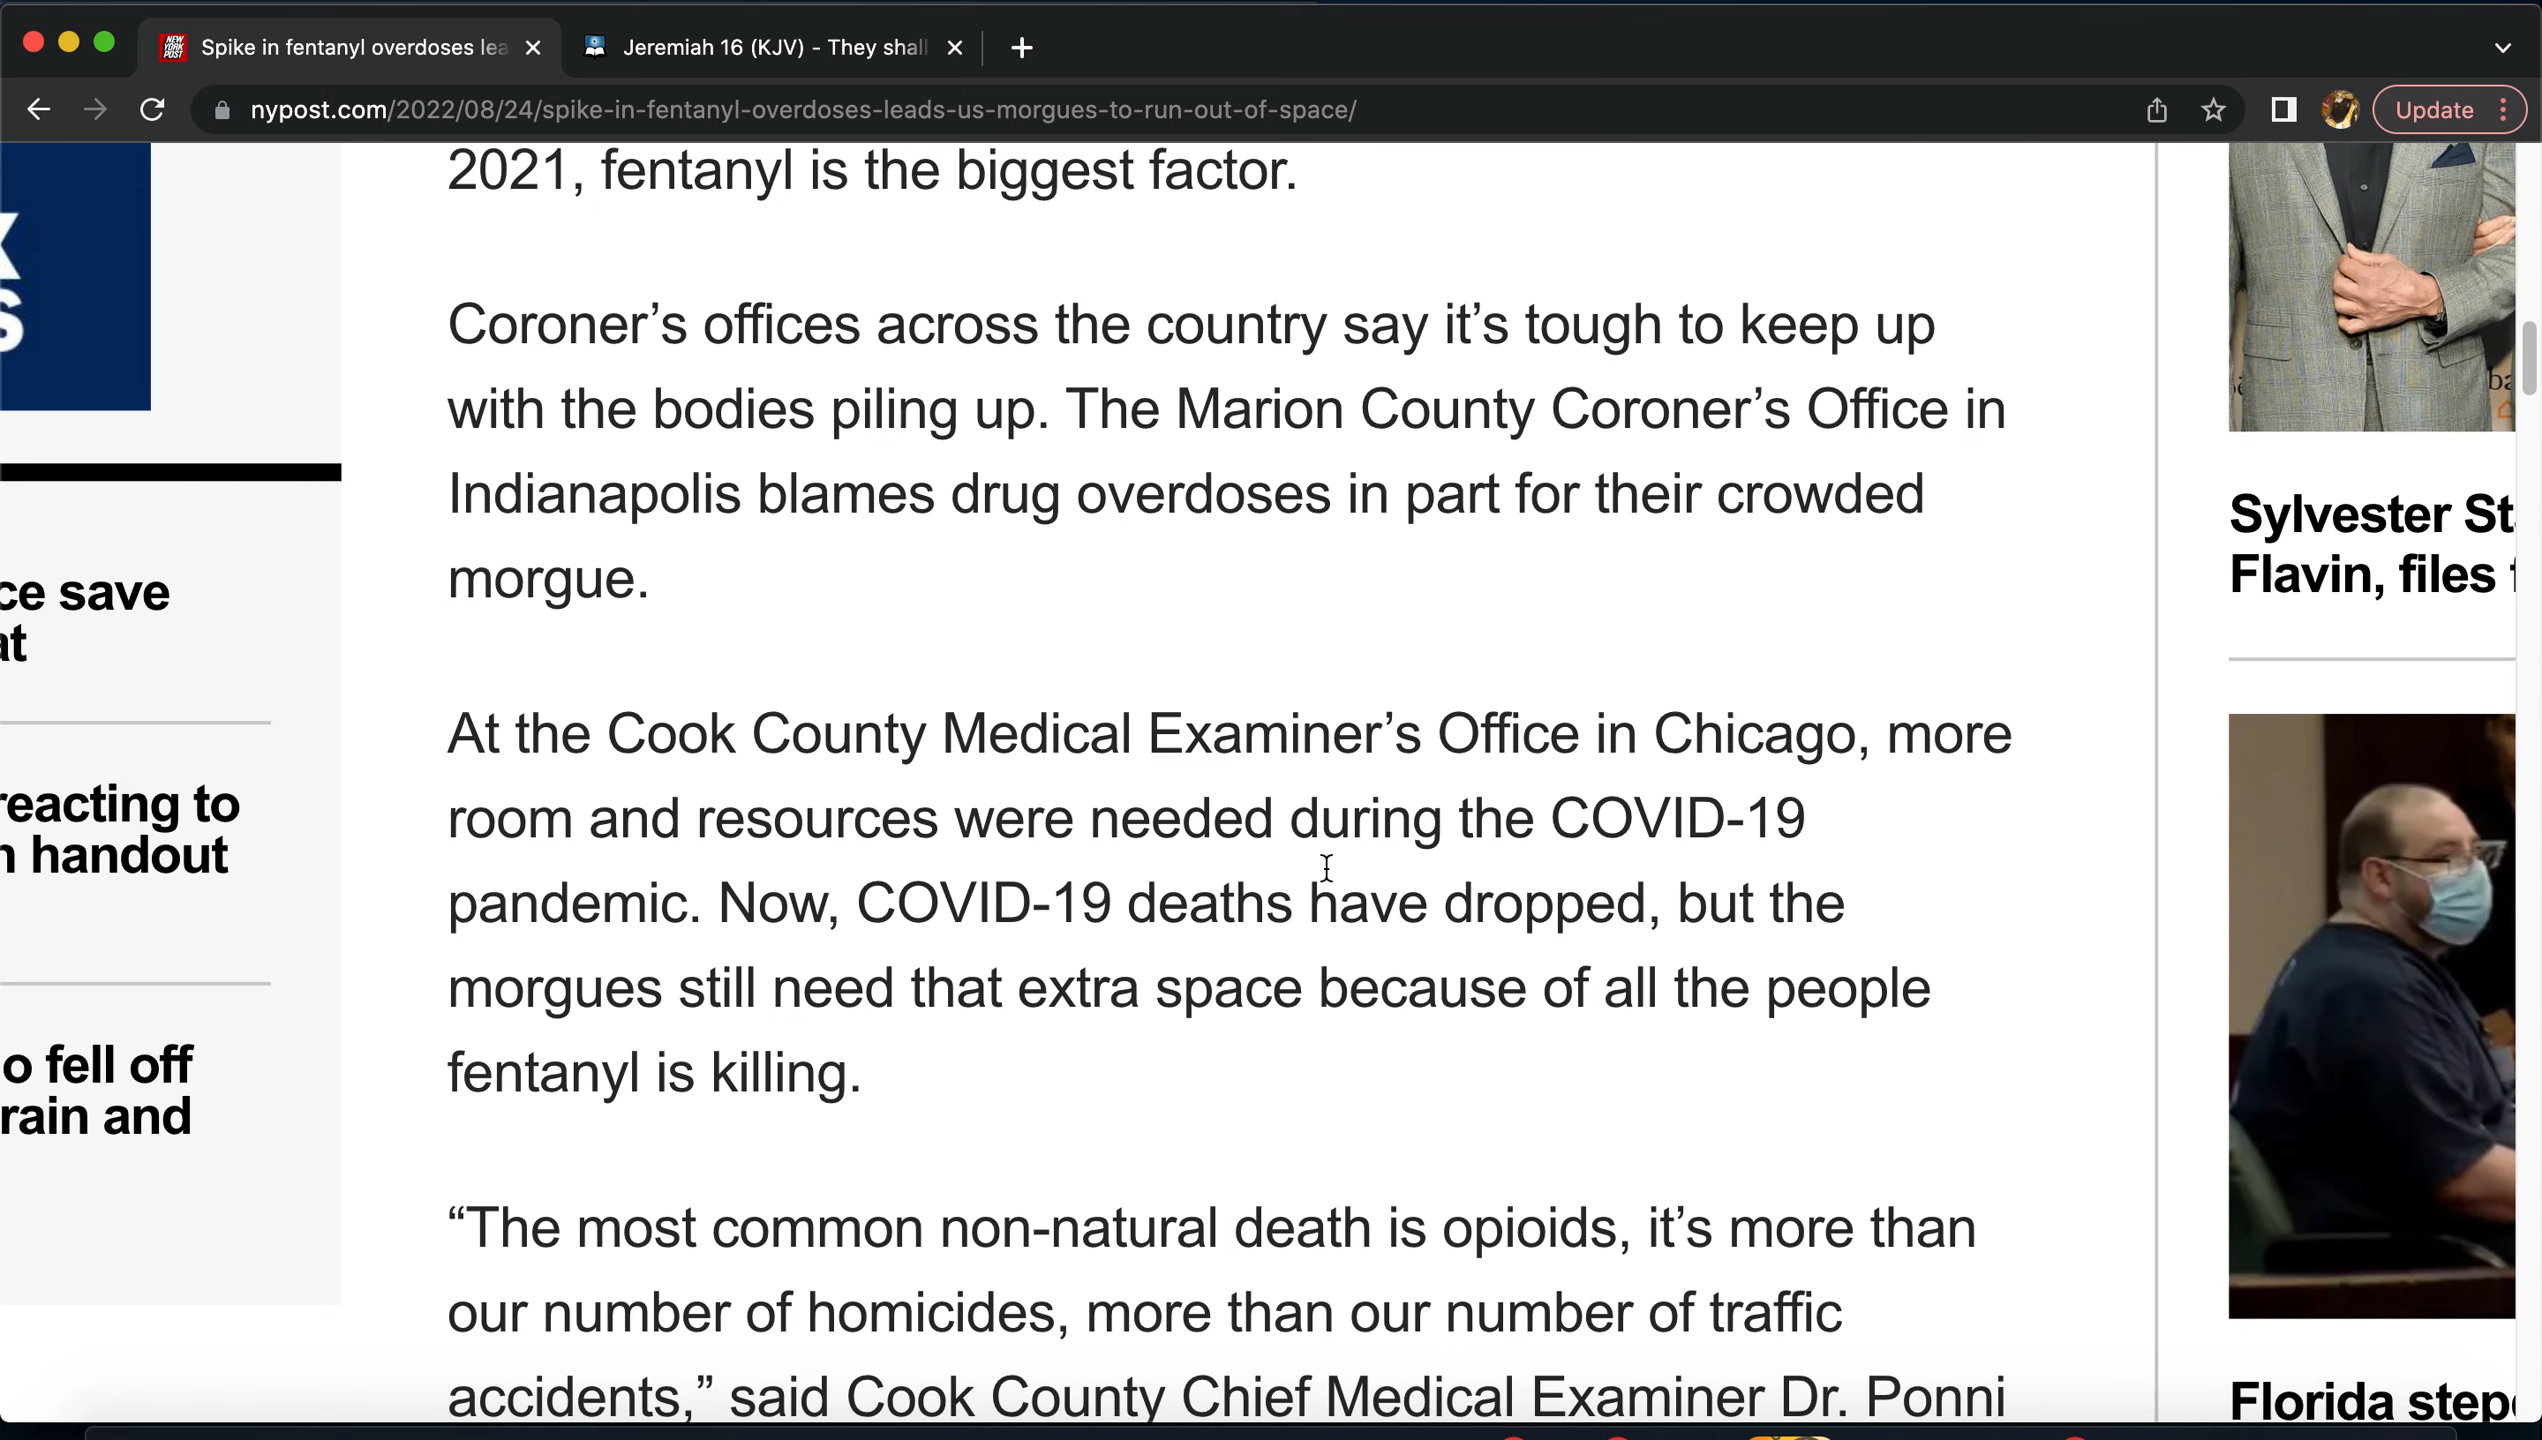 NEW YORK POST
Spike in fentanyl overdoses lea
Jeremiah 16 (KJV) - They shall
nypost.com/2022/08/24/spike-in-fentanyl-overdoses-leads-us-morgues-to-run-out-of-space/
Update
2021, fentanyl is the biggest factor.
Coroner’s offices across the country say it’s tough to keep up
with the bodies piling up. The Marion County Coroner’s Office in
Indianapolis blames drug overdoses in part for their crowded
morgue.
At the Cook County Medical Examiner’s Office in Chicago, more
room and resources were needed during the COVID-19
pandemic. Now, COVID-19 deaths have dropped, but the
morgues still need that extra space because of all the people
fentanyl is killing.
“The most common non-natural death is opioids, it’s more than
our number of homicides, more than our number of traffic
accidents,” said Cook County Chief Medical Examiner Dr. Ponni
X
S
ce save
at
reacting to
n handout
o fell off
rain and
Sylvester St
Flavin, files f
Florida step